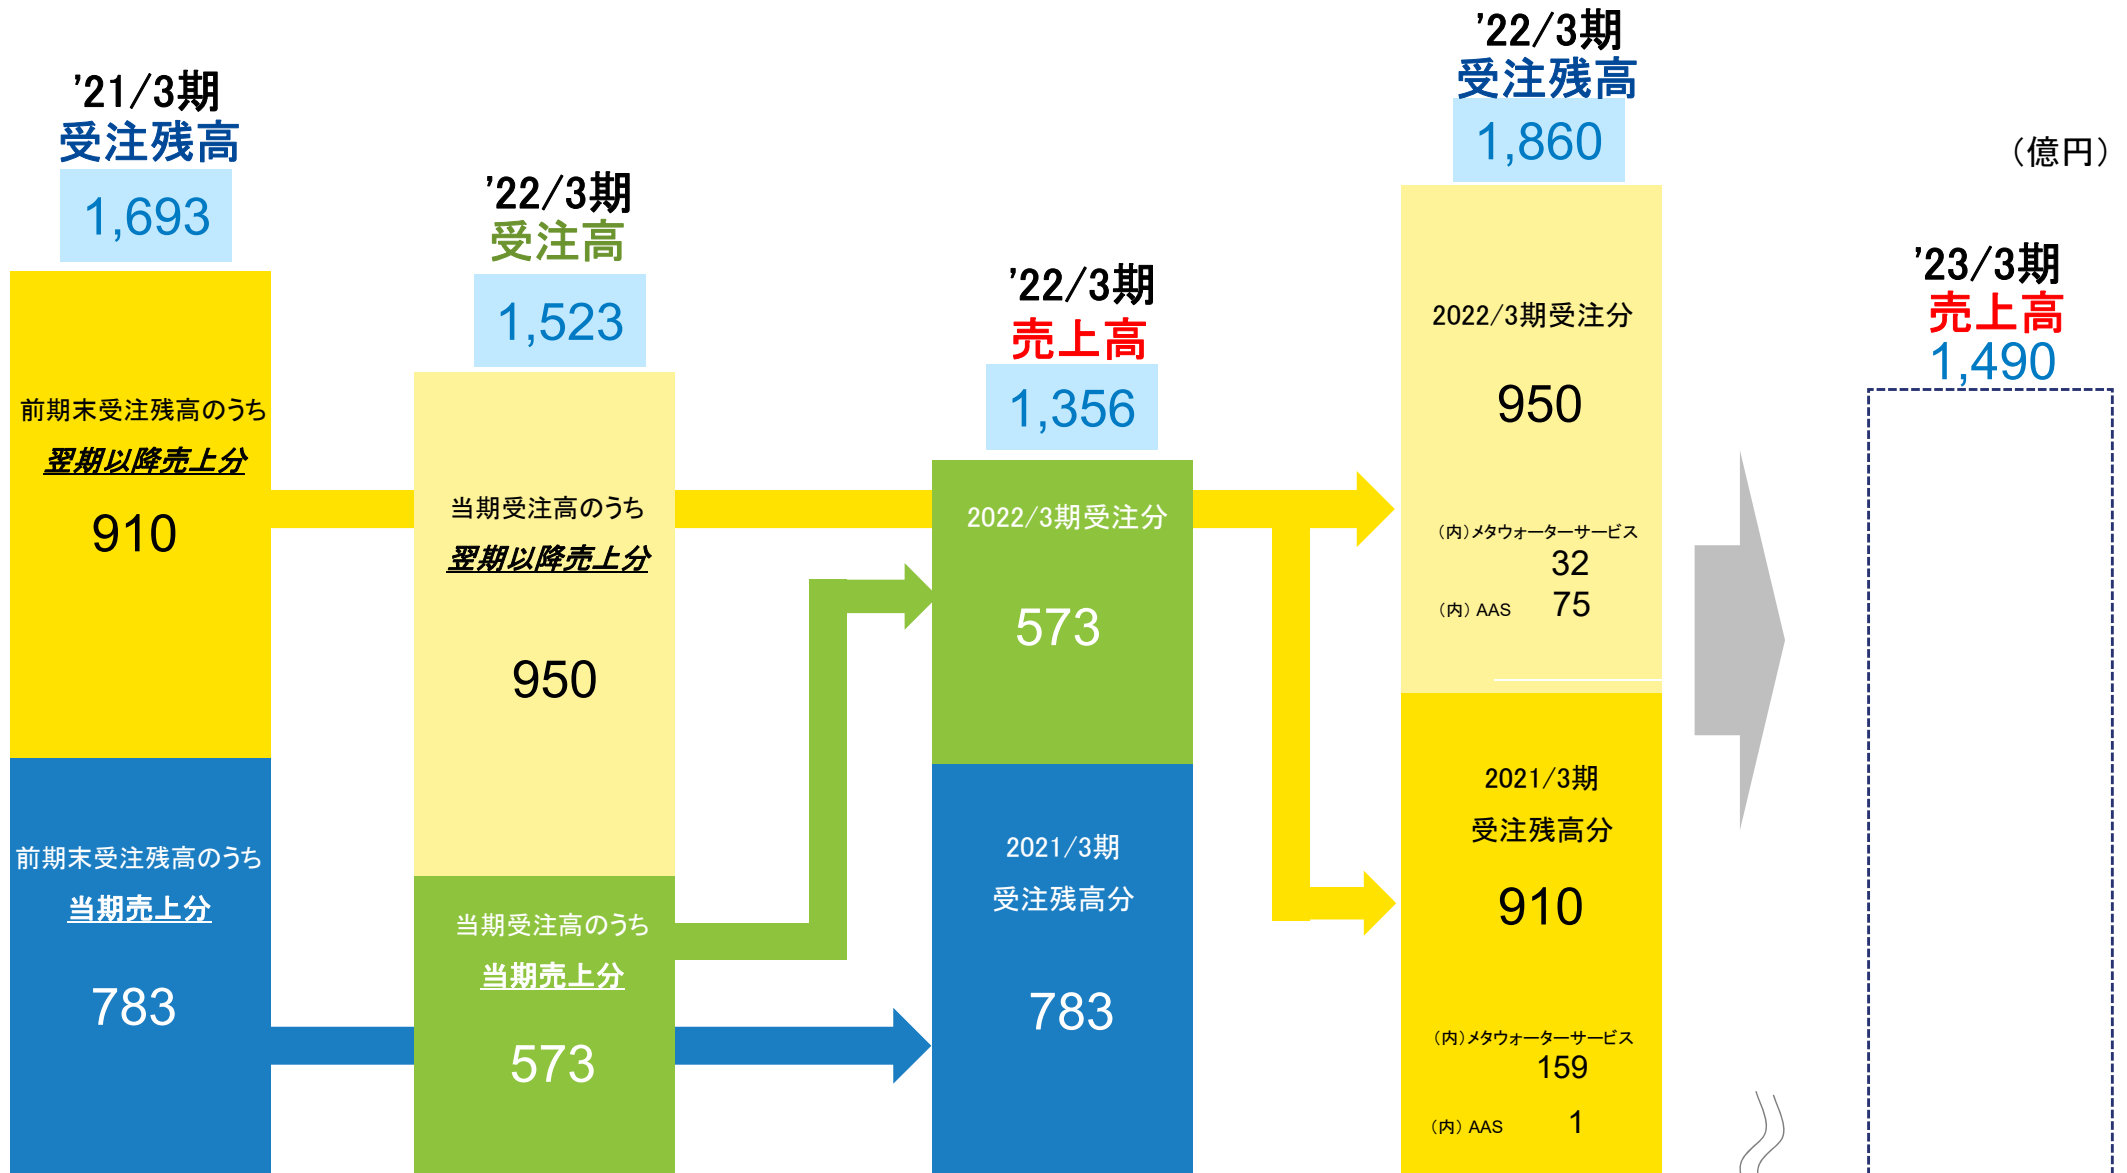 '21/3期
受注残高
1,693
前期末受注残高のうち
翌期以降売上分
910
前期末受注残高のうち
当期売上分
783
'22/3期
受注高
1,523
当期受注高のうち
翌期以降売上分
950
当期受注高のうち
当期売上分
573
'22/3期
売上高
1,356
2022/3期受注分
573
2021/3期
受注残高分
783
'22/3期
受注残高
1,860
2022/3期受注分
950
（内）メタウォーターサービス
32
（内） AAS 75
2021/3期
受注残高分
910
（内）メタウォーターサービス
159
（内） AAS 1
（億円）
'23/3期
売上高
1,490